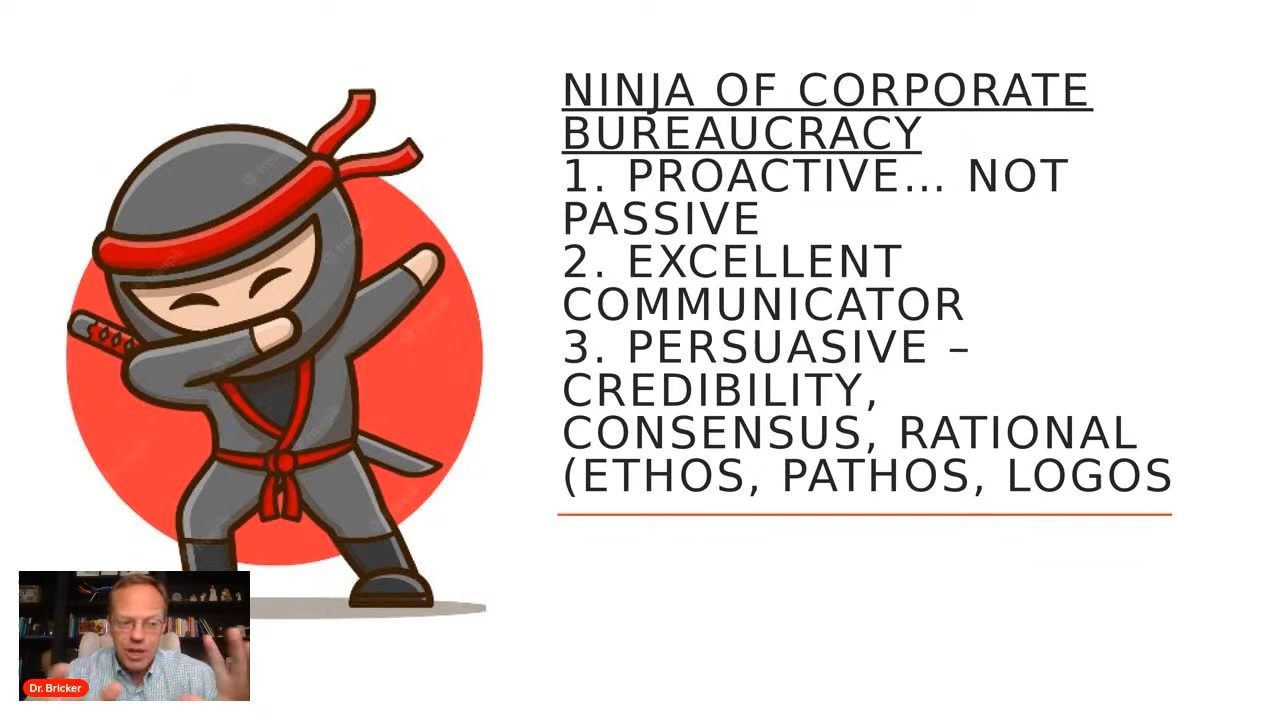 NINJA OF CORPORATE
BUREAUCRACY
1. PROACTIVE... NOT
PASSIVE
2. EXCELLENT
COMMUNICATOR
3. PERSUASIVE –
CREDIBILITY,
CONSENSUS, RATIONAL
(ETHOS, PATHOS, LOGOS
Dr. Bricker